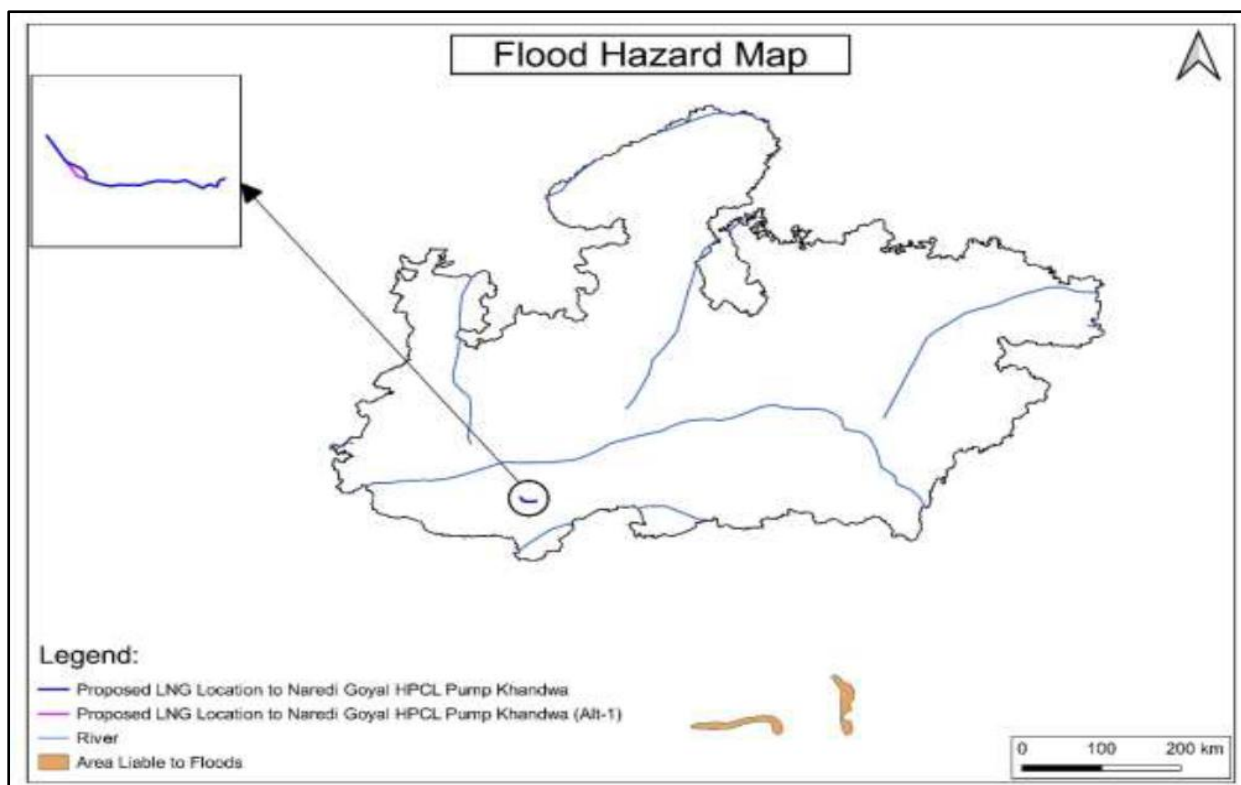 Flood Hazard Map
Legend:
Proposed LNG Location to Naredi Goyal HPCL Pump Khandwa
Proposed LNG Location to Naredi Goyal HPCL Pump Khandwa (Alt-1)
River
Area Liable to Floods
0 100 200 km